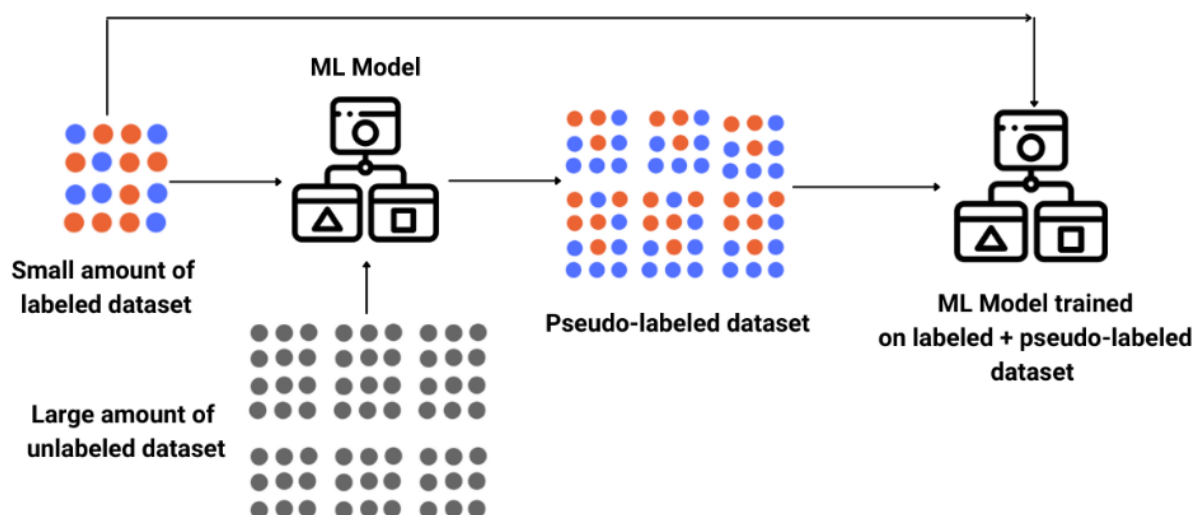 ML Model
Small amount of
labeled dataset
Pseudo-labeled dataset
ML Model trained
on labeled + pseudo-labeled
dataset
Large amount of
unlabeled dataset